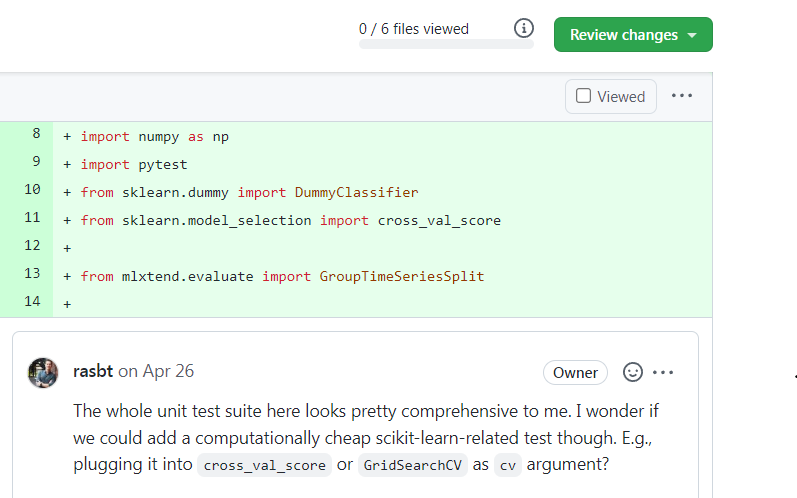 0 / 6 files viewed
Review changes
Viewed
8 + import numpy as np
9 + import pytest
10 + from sklearn.dummy import DummyClassifier
11 + from sklearn.model_selection import cross_val_score
12 +
13 + from mlxtend.evaluate import GroupTimeSeriesSplit
14 +
rasbt on Apr 26
Owner
The whole unit test suite here looks pretty comprehensive to me. I wonder if
we could add a computationally cheap scikit-learn-related test though. E.g.,
plugging it into cross_val_score or GridSearchCV as cv argument?